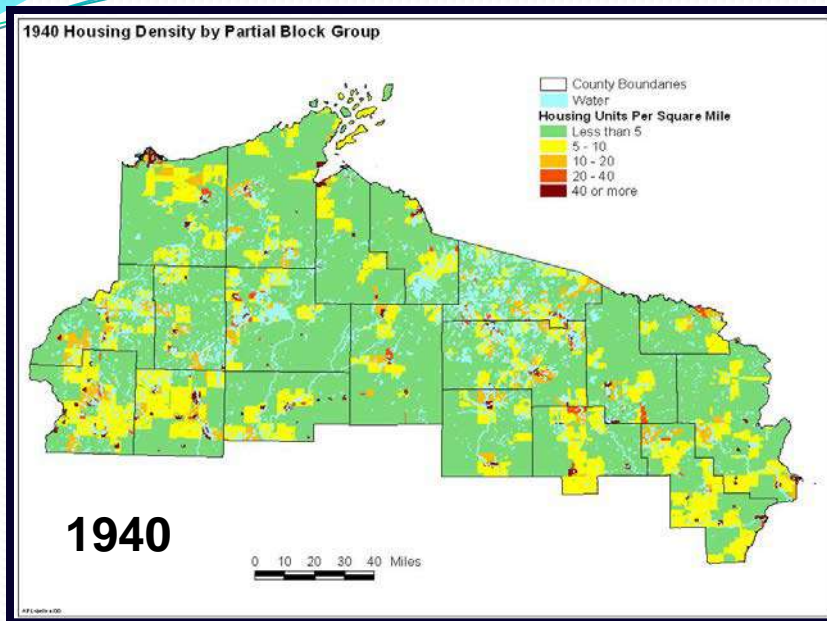 1940 Housing Density by Partial Block Group
County Boundaries
Water
Housing Units Per Square Mile
Less than 5
5 - 10
10 - 20
20 - 40
40 or more
1940
0 10 20 30 40 Miles